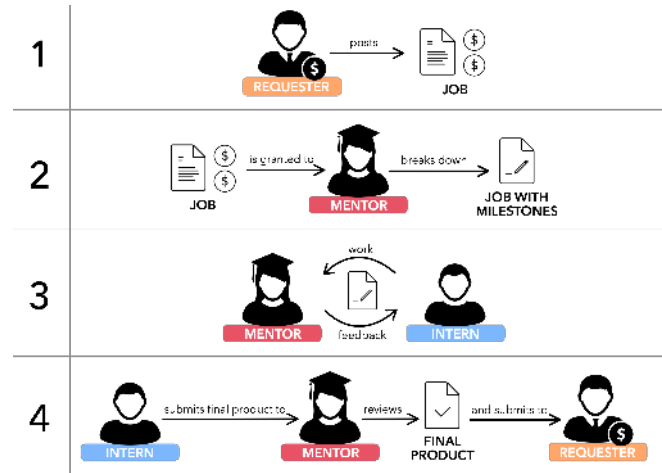 1
posts
$
$
$
REQUESTER
JOB
2
$
$
is granted to
breaks down
JOB
MENTOR
JOB WITH
MILESTONES
3
work
MENTOR
feedback
INTERN
4
submits final product to
reviews
and submits to
$
INTERN
MENTOR
FINAL
PRODUCT
REQUESTER